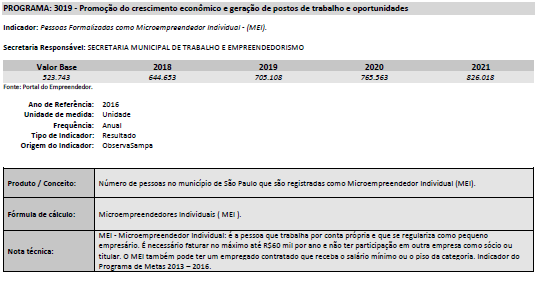 PROGRAMA: 3019 - Promoção do crescimento econômico e geração de postos de trabalho e oportunidades
Indicador: Pessoas Formalizadas como Microempreendedor Individual - (MEI).
Secretaria Responsável: SECRETARIA MUNICIPAL DE TRABALHO E EMPREENDEDORISMO
Valor Base 2018 2019 2020 2021
523.743 644.653 705.108 765.563 826.018
Fonte: Portal do Empreendedor.
Ano de Referência: 2016
Unidade de medida: Unidade
Frequência: Anual
Tipo de Indicador: Resultado
Origem do Indicador: ObservaSampa
Produto / Conceito: Número de pessoas no município de São Paulo que são registradas como Microempreendedor Individual (MEI).
Fórmula de cálculo: Microempreendedores Individuais ( MEI ).
Nota técnica: MEI - Microempreendedor Individual: é a pessoa que trabalha por conta própria e que se regulariza como pequeno
empresário. É necessário faturar no máximo até R$60 mil por ano e não ter participação em outra empresa como sócio ou
titular. O MEI também pode ter um empregado contratado que receba o salário mínimo ou o piso da categoria. Indicador do
Programa de Metas 2013 – 2016.